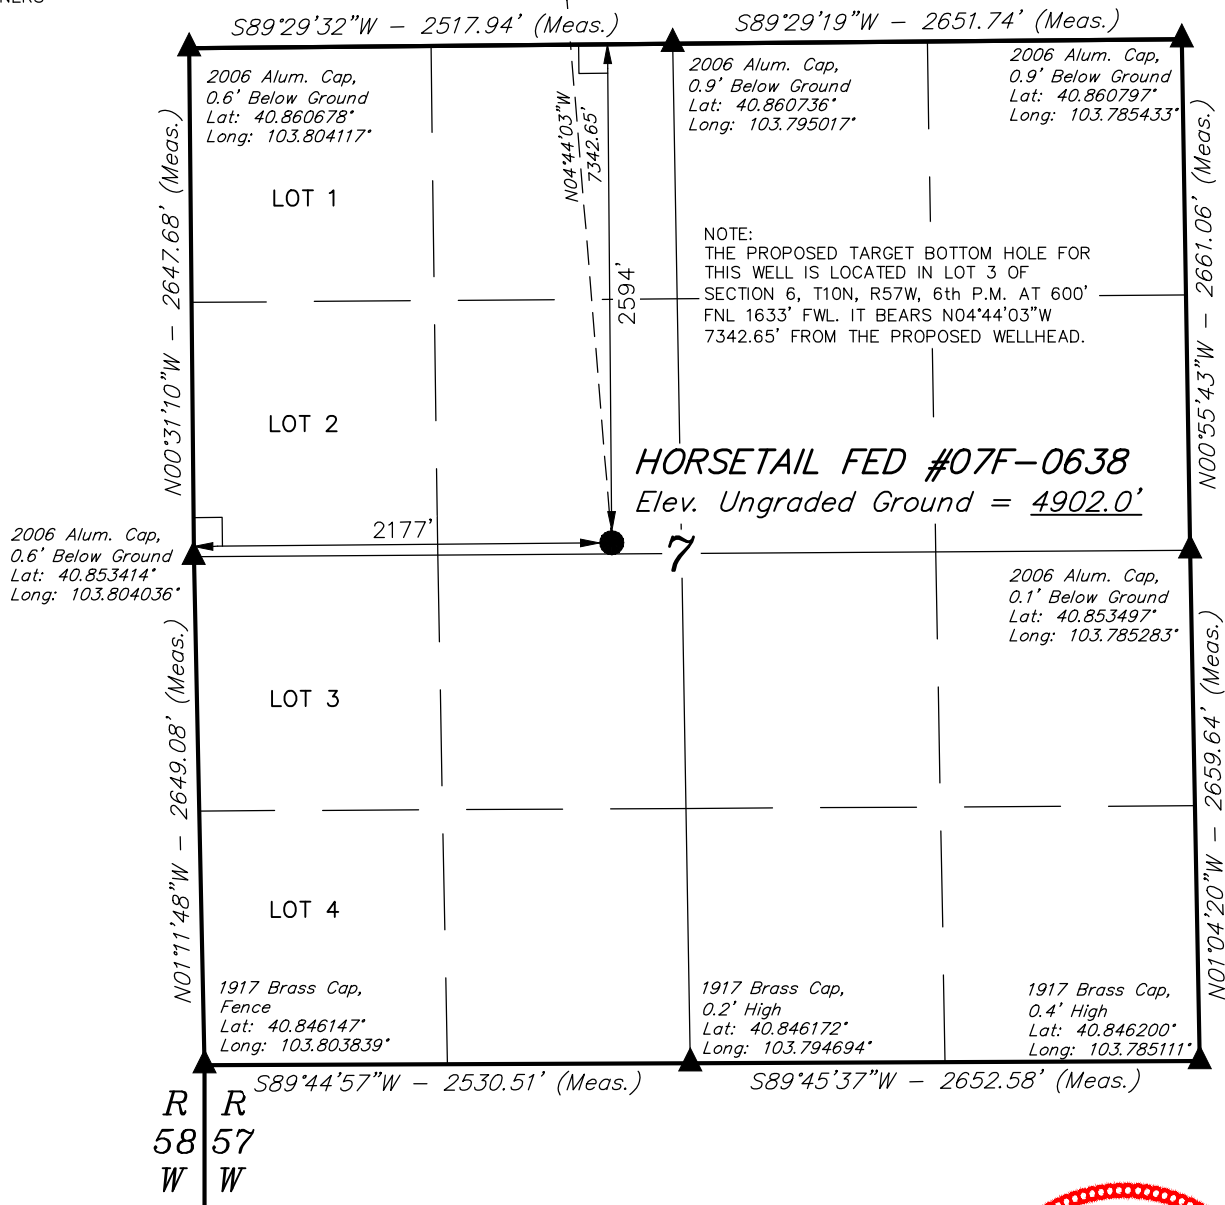 S89°29'32"W - 2517.94' (Meas.)
S89°29'19"W - 2651.74' (Meas.)
2006 Alum. Cap,
0.6' Below Ground
Lat: 40.860678°
Long: 103.804117°
2006 Alum. Cap,
0.9' Below Ground
Lat: 40.860736°
Long: 103.795017°
2006 Alum. Cap,
0.9' Below Ground
Lat: 40.860797°
Long: 103.785433°
N00°31'10"W - 2647.68' (Meas.)
N04°44'03"W
7342.65'
2594'
N00°55'43"W - 2661.06' (Meas.)
LOT 1
NOTE:
THE PROPOSED TARGET BOTTOM HOLE FOR
THIS WELL IS LOCATED IN LOT 3 OF
SECTION 6, T10N, R57W, 6th P.M. AT 600'
FNL 1633' FWL. IT BEARS N04°44'03"W
7342.65' FROM THE PROPOSED WELLHEAD.
LOT 2
HORSETAIL FED #07F-0638
Elev. Ungraded Ground = 4902.0'
2177'
7
2006 Alum. Cap,
0.6' Below Ground
Lat: 40.853414°
Long: 103.804036°
2006 Alum. Cap,
0.1' Below Ground
Lat: 40.853497°
Long: 103.785283°
N01°11'48"W - 2649.08' (Meas.)
N01°04'20"W - 2659.64' (Meas.)
LOT 3
LOT 4
1917 Brass Cap,
Fence
Lat: 40.846147°
Long: 103.803839°
1917 Brass Cap,
0.2' High
Lat: 40.846172°
Long: 103.794694°
1917 Brass Cap,
0.4' High
Lat: 40.846200°
Long: 103.785111°
S89°44'57"W - 2530.51' (Meas.)
S89°45'37"W - 2652.58' (Meas.)
R R
58 57
W W